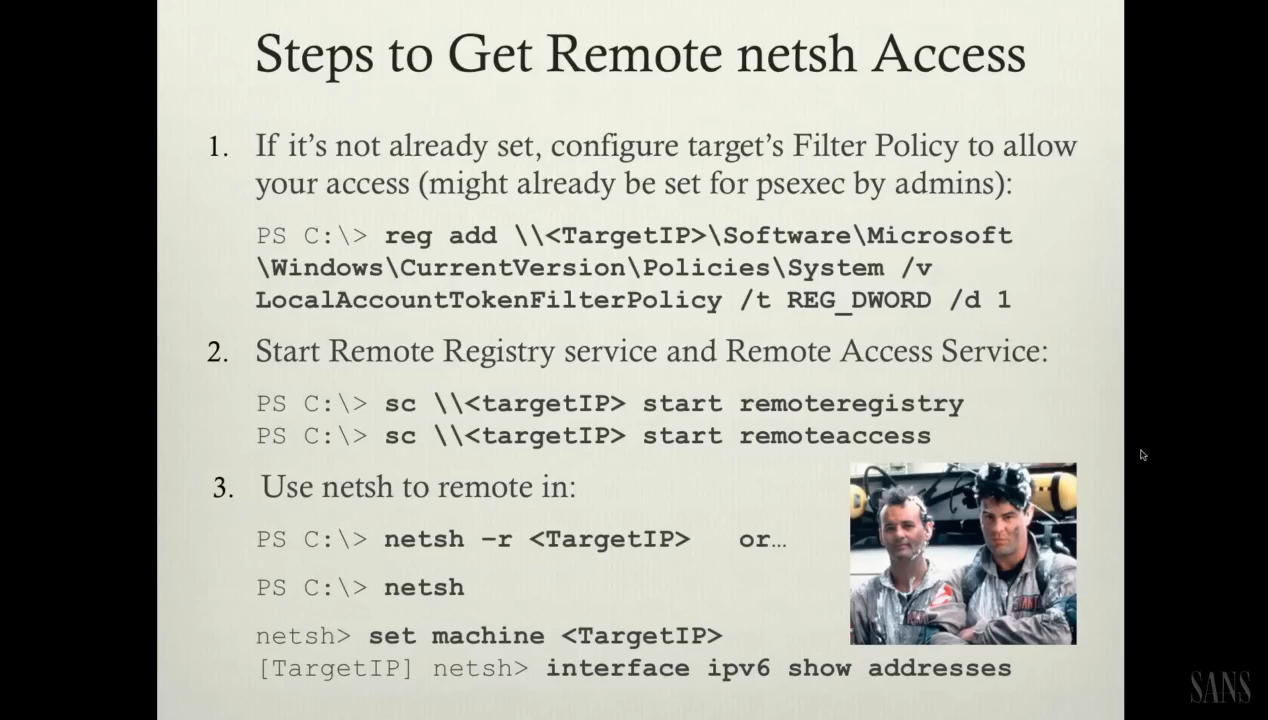 Steps to Get Remote netsh Access
1. If it's not already set, configure target's Filter Policy to allow
your access (might already be set for psexec by admins):
PS C:\> reg add \\<TargetIP>\Software\Microsoft
\Windows\CurrentVersion\Policies\System /v
LocalAccountTokenFilterPolicy /t REG_DWORD /d 1
2. Start Remote Registry service and Remote Access Service:
PS C:\> sc \\<targetIP> start remoteregistry
PS C:\> sc \\<targetIP> start remoteaccess
3. Use netsh to remote in:
PS C:\> netsh –r <TargetIP> or…
PS C:\> netsh
netsh> set machine <TargetIP>
[TargetIP] netsh> interface ipv6 show addresses
SANS